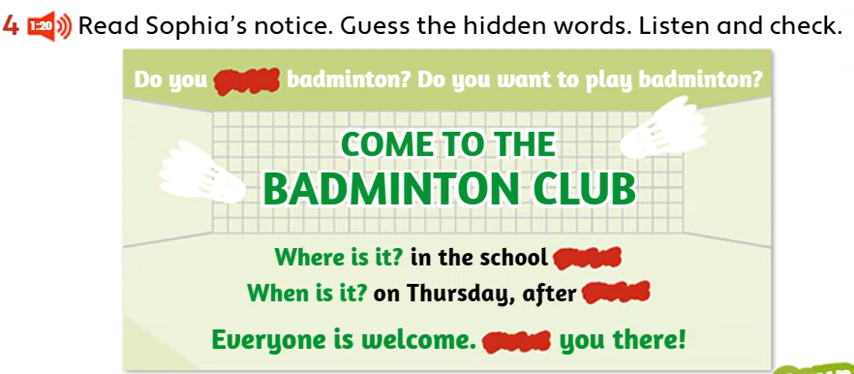 4 1:20 Read Sophia's notice. Guess the hidden words. Listen and check.
Do you badminton? Do you want to play badminton?
COME TO THE
BADMINTON CLUB
Where is it? in the school
When is it? on Thursday, after
Everyone is welcome. you there!